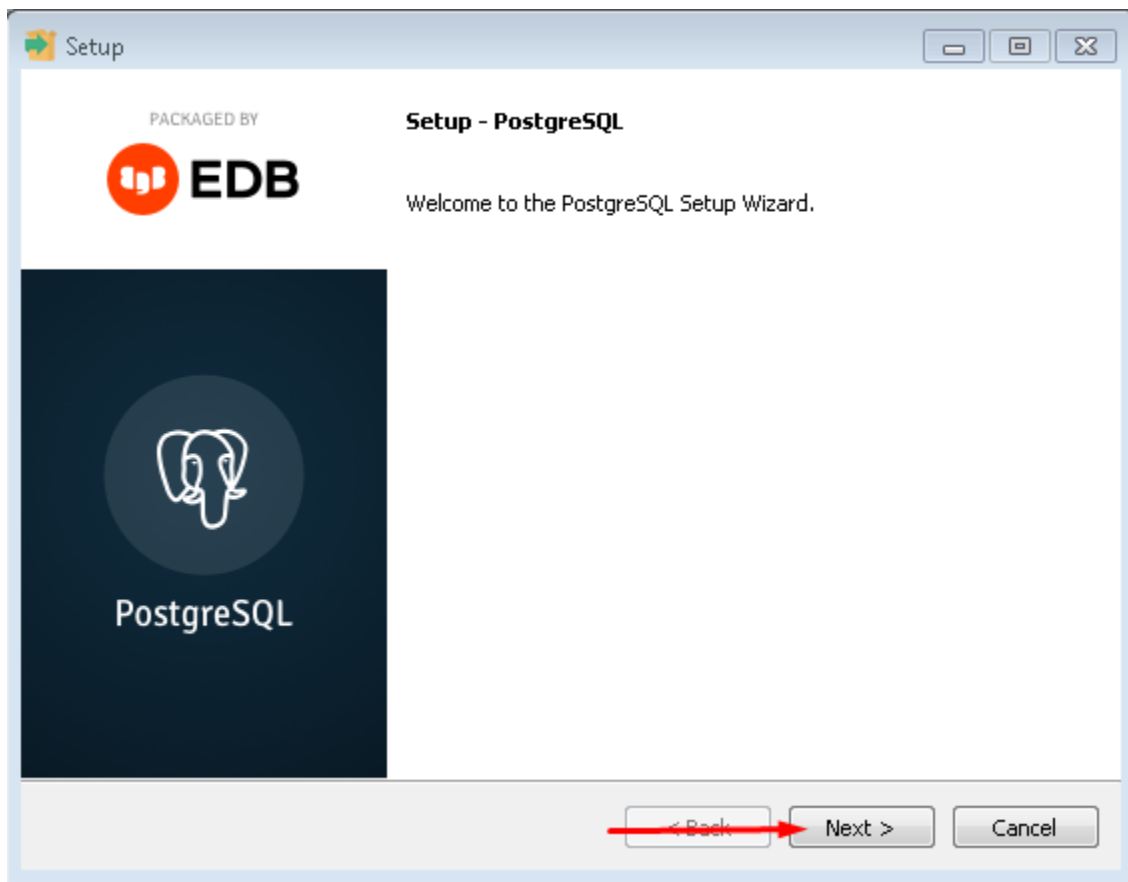 Setup
PACKAGED BY
EDB
Setup - PostgreSQL
Welcome to the PostgreSQL Setup Wizard.
PostgreSQL
< Back
Next >
Cancel